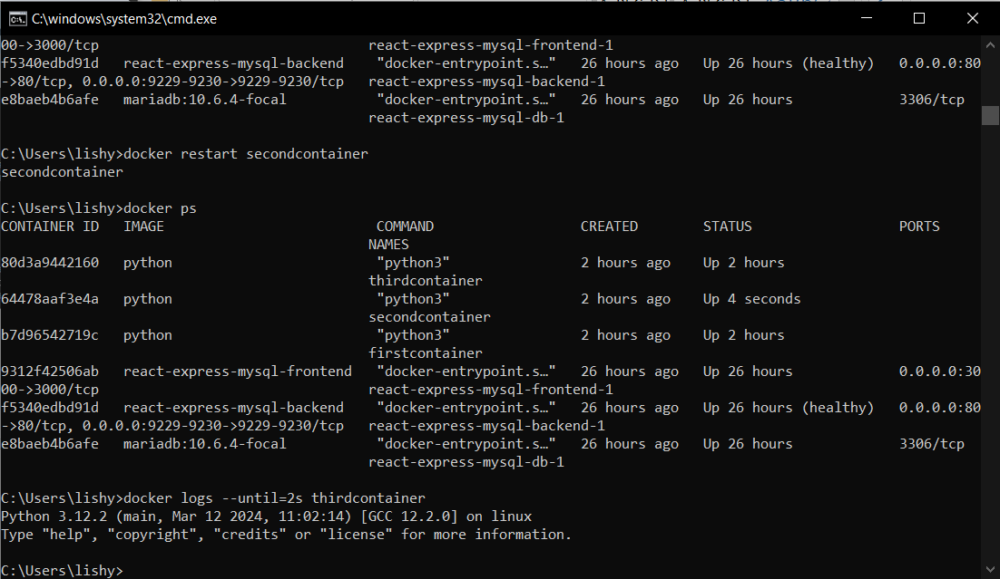 C:\windows\system32\cmd.exe
00->3000/tcp                                 react-express-mysql-frontend-1
f5340edbd91d   react-express-mysql-backend    "docker-entrypoint.s…"   26 hours ago   Up 26 hours (healthy)   0.0.0.0:80
->80/tcp, 0.0.0.0:9229-9230->9229-9230/tcp   react-express-mysql-backend-1
e8baeb4b6afe   mariadb:10.6.4-focal           "docker-entrypoint.s…"   26 hours ago   Up 26 hours             3306/tcp
                                             react-express-mysql-db-1
C:\Users\lishy>docker restart secondcontainer
secondcontainer
C:\Users\lishy>docker ps
CONTAINER ID   IMAGE                          COMMAND                  CREATED        STATUS                  PORTS
                                             NAMES
80d3a9442160   python                         "python3"                2 hours ago    Up 2 hours
                                             thirdcontainer
64478aaf3e4a   python                         "python3"                2 hours ago    Up 4 seconds
                                             secondcontainer
b7d96542719c   python                         "python3"                2 hours ago    Up 2 hours
                                             firstcontainer
9312f42506ab   react-express-mysql-frontend   "docker-entrypoint.s…"   26 hours ago   Up 26 hours             0.0.0.0:30
00->3000/tcp                                 react-express-mysql-frontend-1
f5340edbd91d   react-express-mysql-backend    "docker-entrypoint.s…"   26 hours ago   Up 26 hours (healthy)   0.0.0.0:80
->80/tcp, 0.0.0.0:9229-9230->9229-9230/tcp   react-express-mysql-backend-1
e8baeb4b6afe   mariadb:10.6.4-focal           "docker-entrypoint.s…"   26 hours ago   Up 26 hours             3306/tcp
                                             react-express-mysql-db-1
C:\Users\lishy>docker logs --until=2s thirdcontainer
Python 3.12.2 (main, Mar 12 2024, 11:02:14) [GCC 12.2.0] on linux
Type "help", "copyright", "credits" or "license" for more information.
C:\Users\lishy>